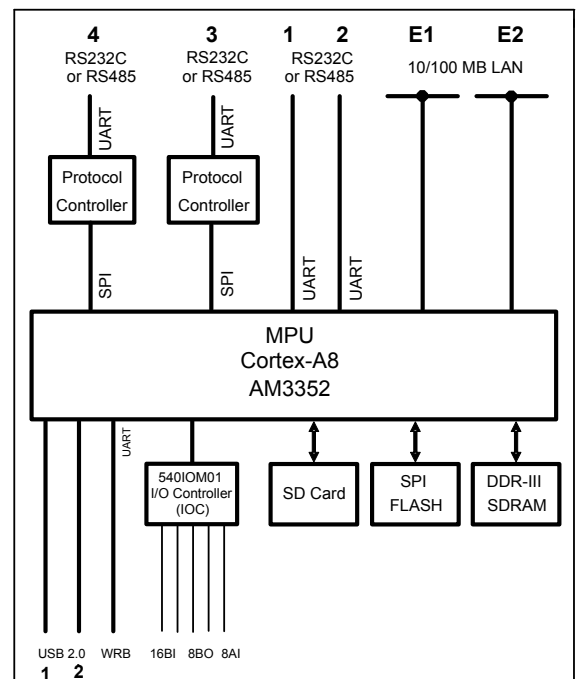 4 3 1 2 E1 E2
RS232C or RS485
RS232C or RS485
RS232C or RS485
10/100 MB LAN
UART
UART
Protocol
Controller
Protocol
Controller
SPI
SPI
UART
UART
MPU
Cortex-A8
AM3352
UART
540IOM01
I/O Controller
(IOC)
SD Card
SPI
FLASH
DDR-III
SDRAM
USB 2.0 WRB 16BI 8BO 8AI
1 2